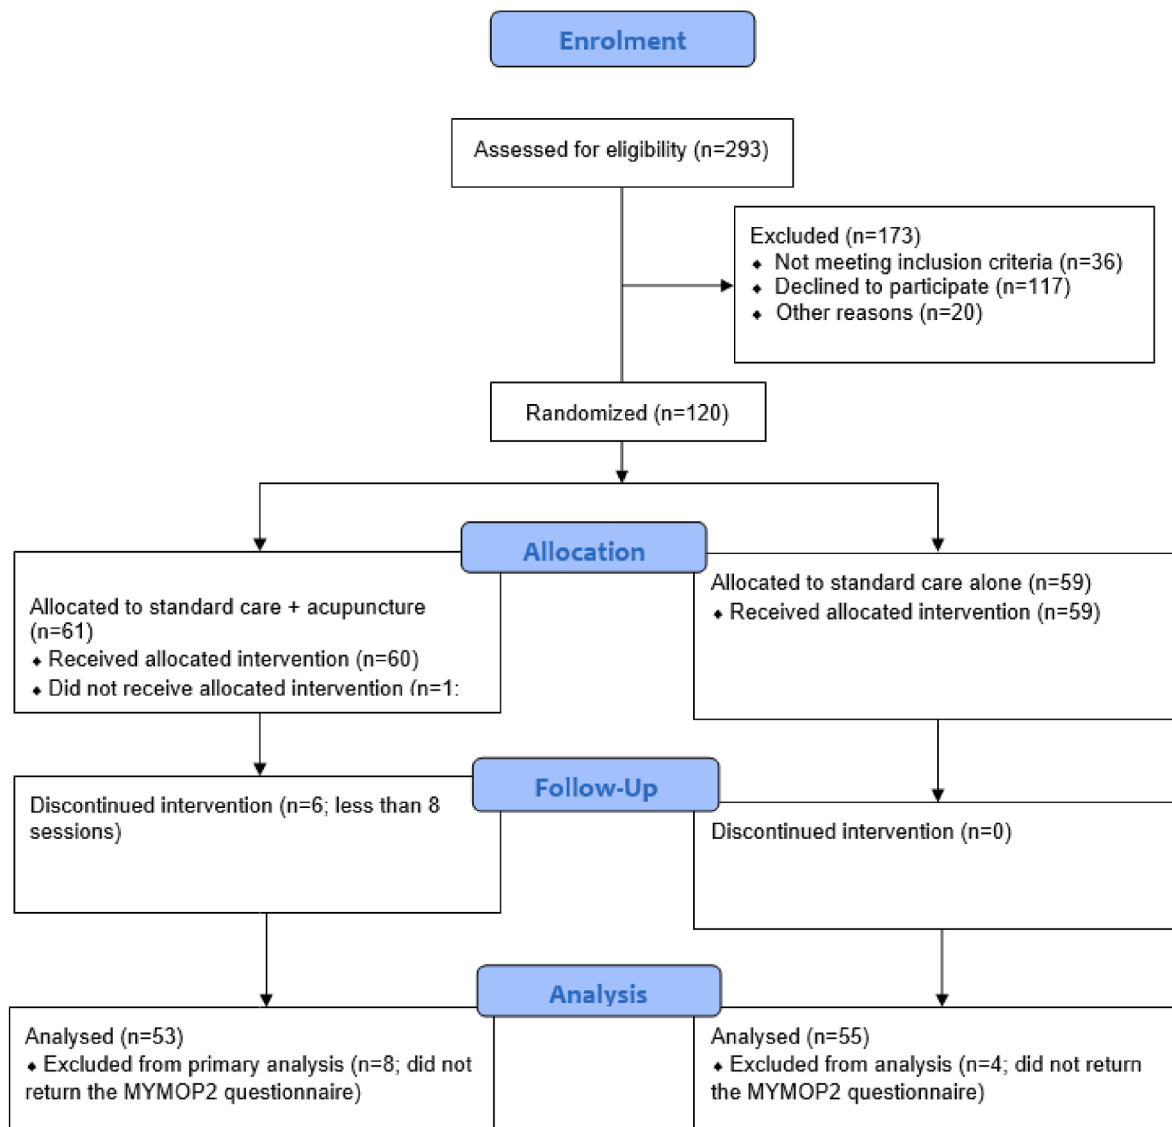 Enrolment
Assessed for eligibility (n=293)
Excluded (n=173)
⬥ Not meeting inclusion criteria (n=36)
⬥ Declined to participate (n=117)
⬥ Other reasons (n=20)
Randomized (n=120)
Allocation
Allocated to standard care + acupuncture
(n=61)
⬥ Received allocated intervention (n=60)
⬥ Did not receive allocated intervention (n=1:
Allocated to standard care alone (n=59)
⬥ Received allocated intervention (n=59)
Follow-Up
Discontinued intervention (n=6; less than 8
sessions)
Discontinued intervention (n=0)
Analysis
Analysed (n=53)
⬥ Excluded from primary analysis (n=8; did not
return the MYMOP2 questionnaire)
Analysed (n=55)
⬥ Excluded from analysis (n=4; did not return
the MYMOP2 questionnaire)